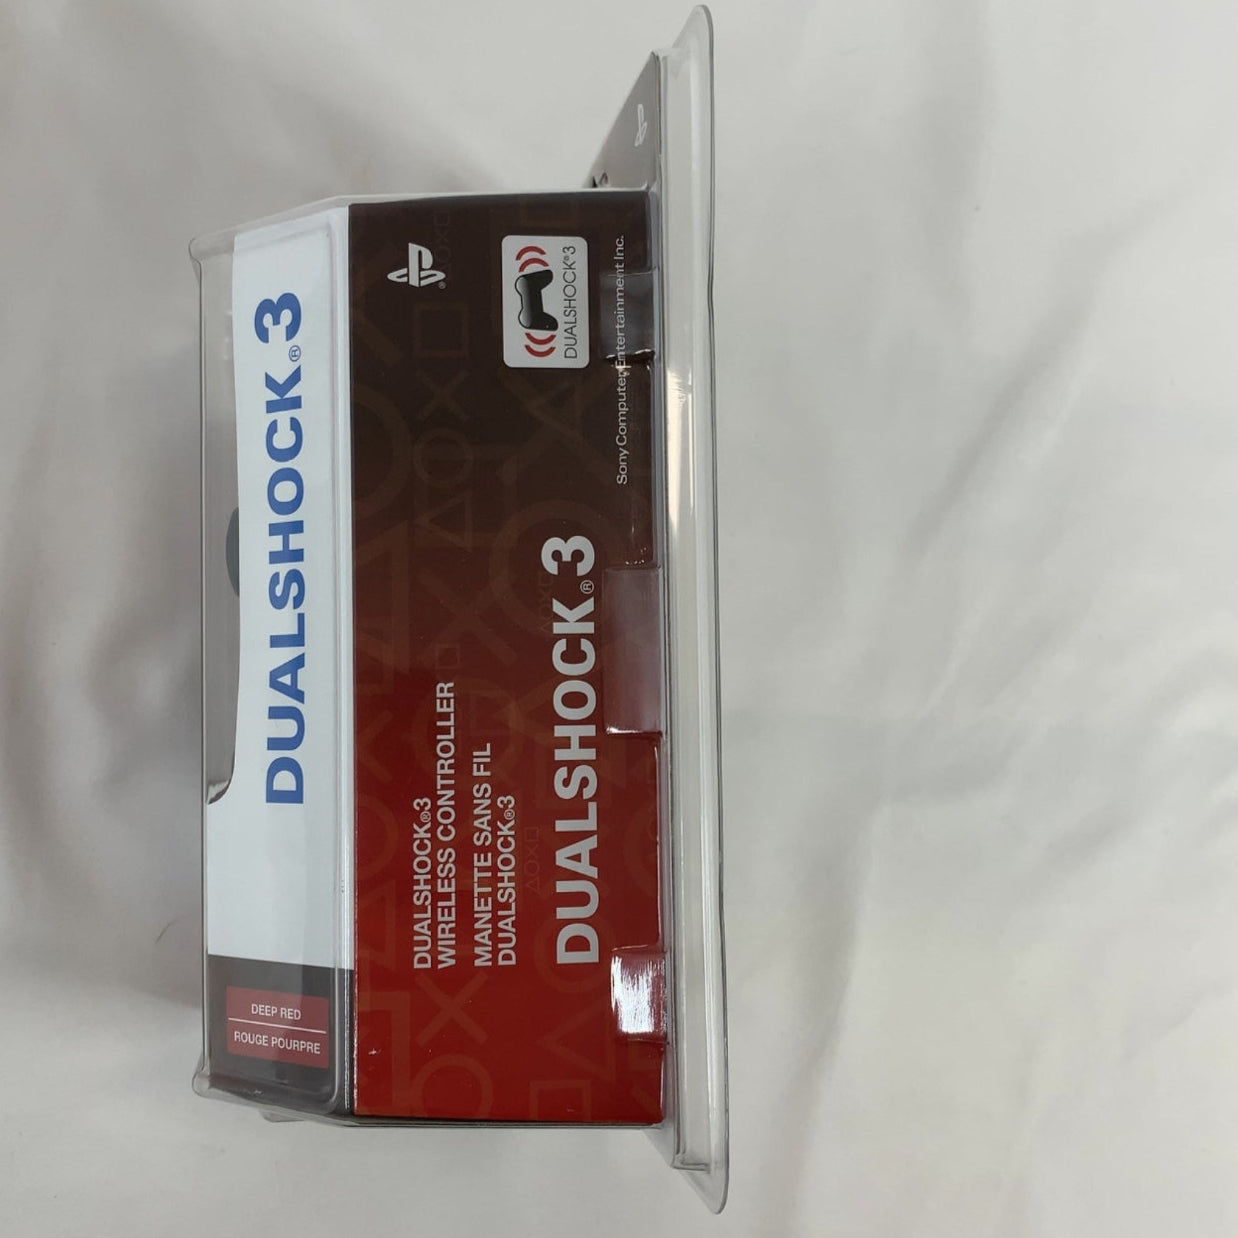 DUALSHOCK®3
DEEP RED
ROUGE POURPRE
DUALSHOCK®3
WIRELESS CONTROLLER
MANETTE SANS FIL
DUALSHOCK®3
DUALSHOCK®3
DUALSHOCK®3
Sony Computer Entertainment Inc.